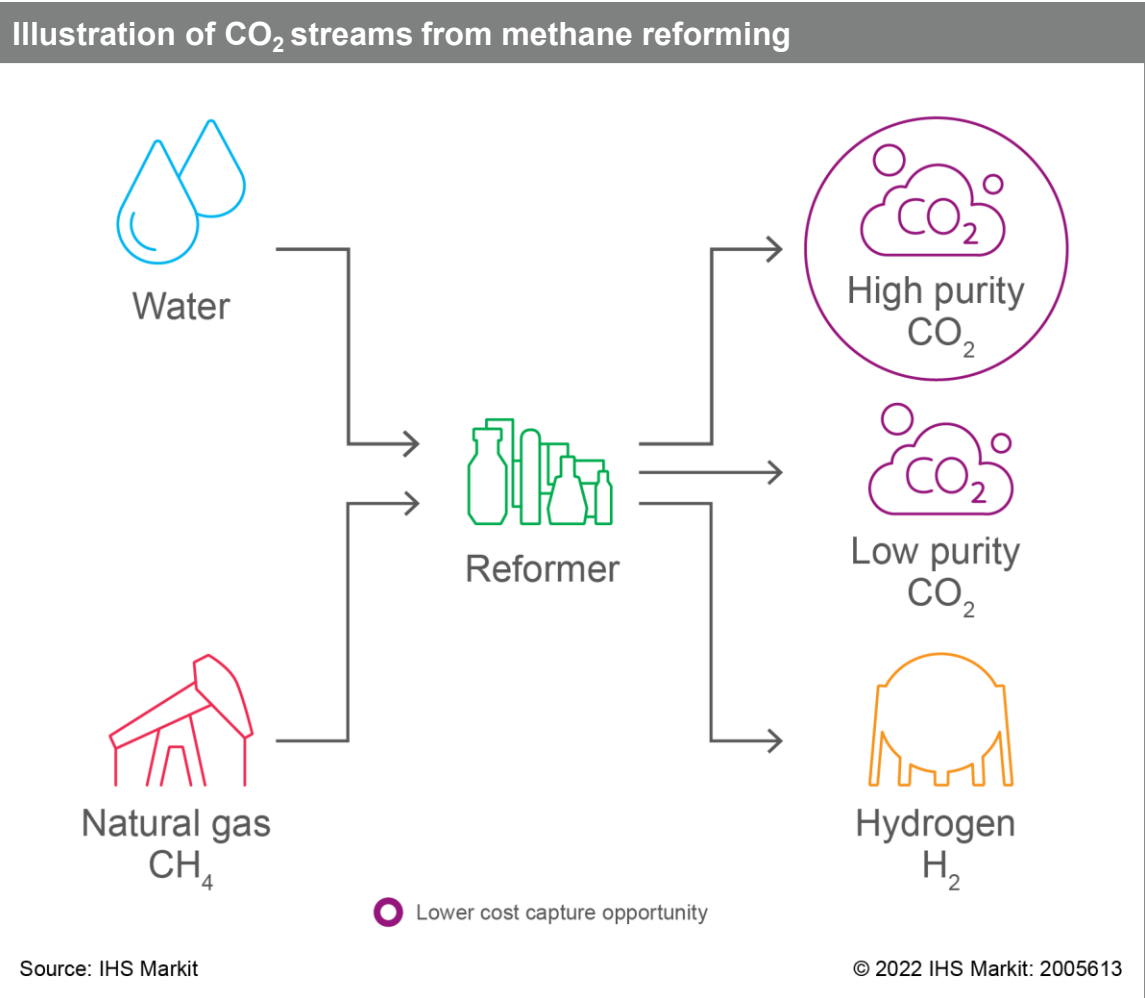 Illustration of CO₂ streams from methane reforming
Water
CO₂
High purity
CO₂
CO₂
Low purity
CO₂
Reformer
Natural gas
CH₄
Hydrogen
H₂
Lower cost capture opportunity
Source: IHS Markit
© 2022 IHS Markit: 2005613